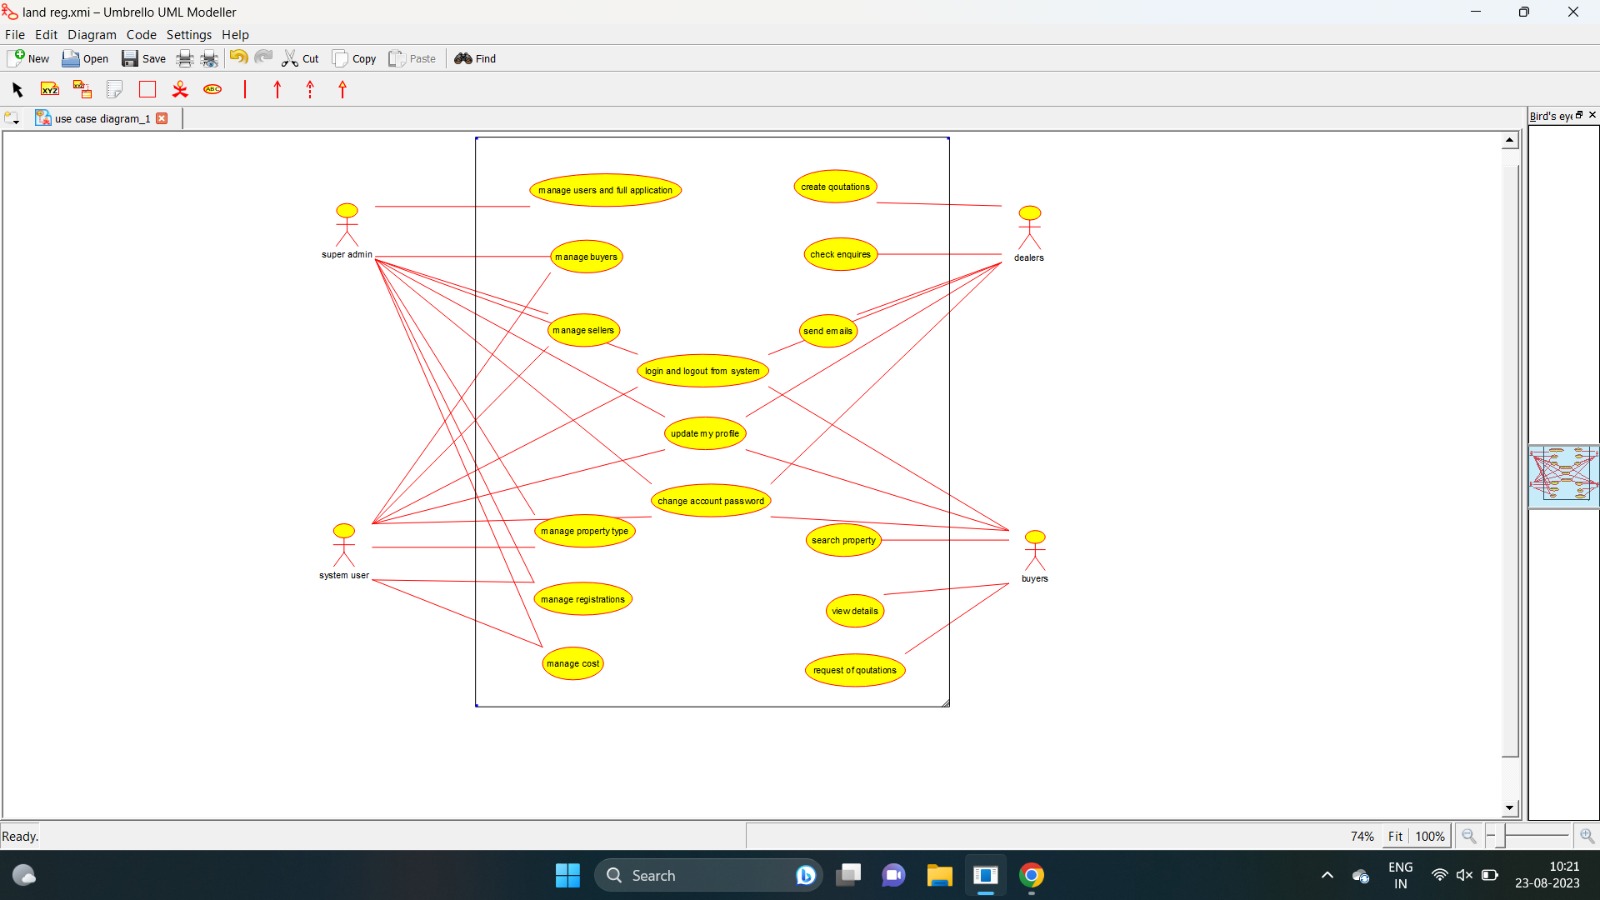 land reg.xmi – Umbrello UML Modeller
File Edit Diagram Code Settings Help
New Open Save Cut Copy Paste Find
XYZ ABC
use case diagram_1
Bird's eye
manage users and full application
create qoutations
super admin
dealers
manage buyers
check enquires
manage sellers
send emails
login and logout from system
update my profile
change account password
manage property type
search property
system user
buyers
manage registrations
view details
manage cost
request of qoutations
Ready.
74% Fit 100%
Search
ENG
IN
10:21
23-08-2023